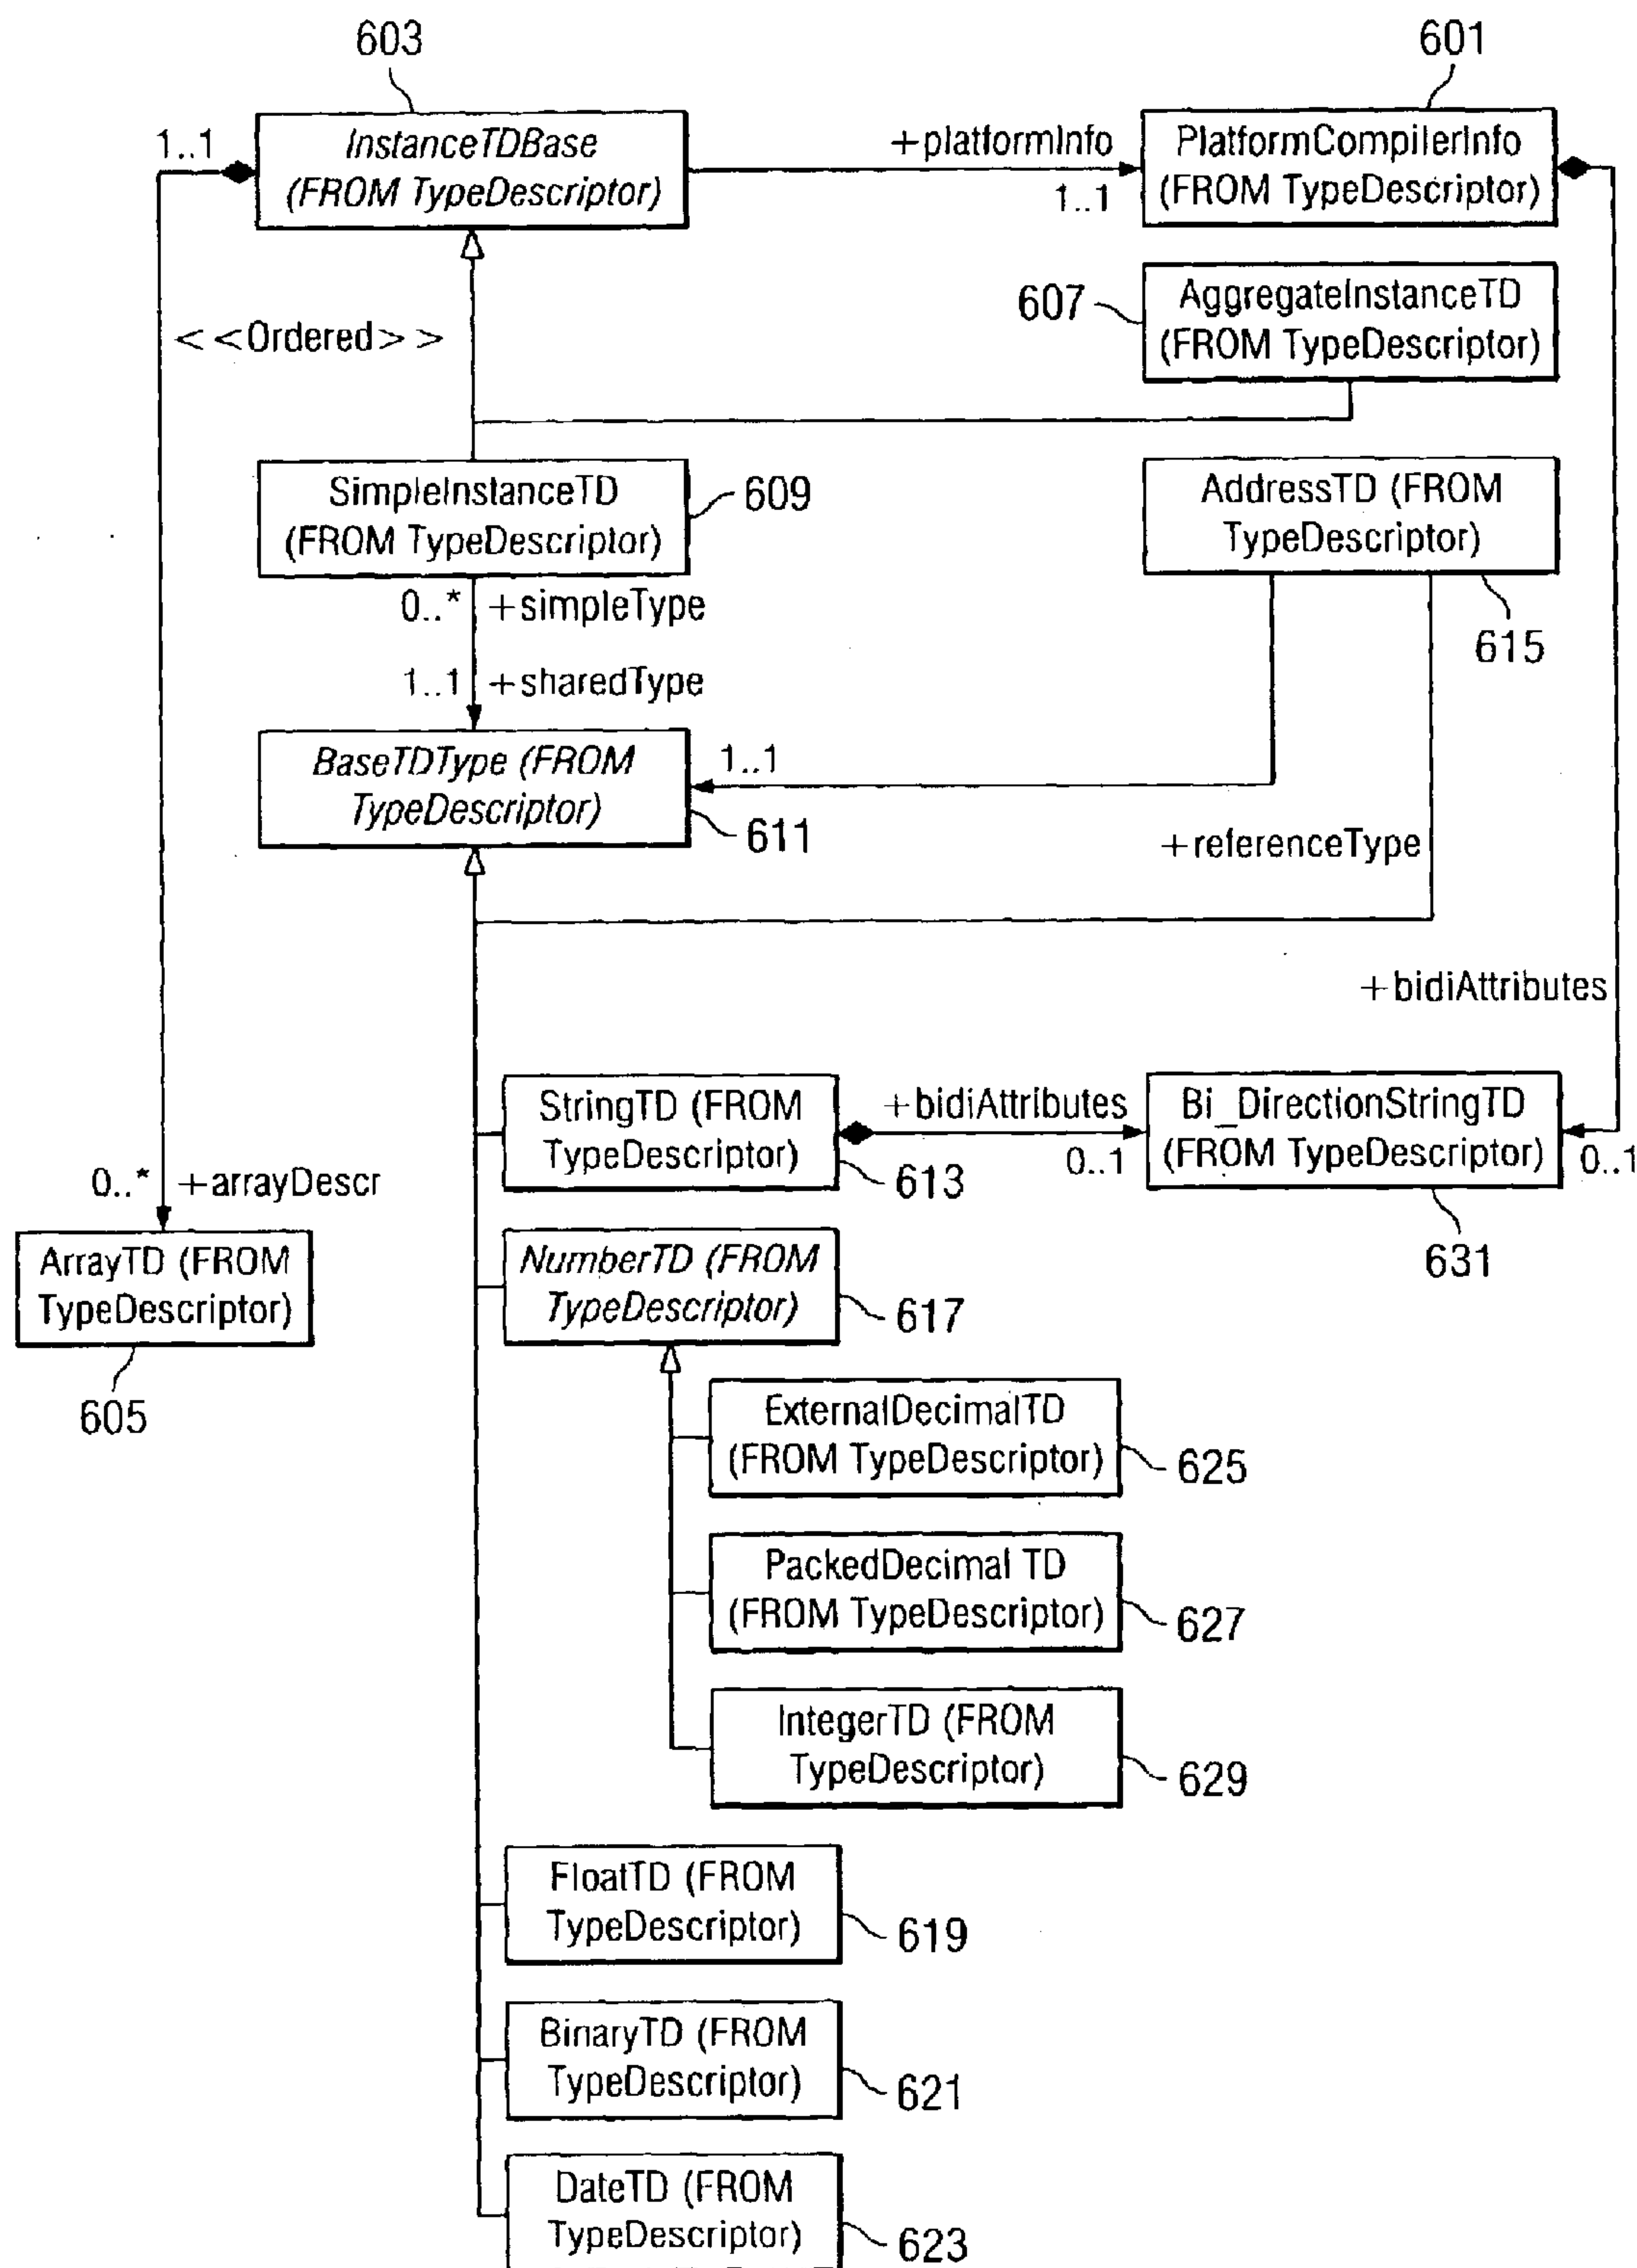 603
601
1..1
InstanceTDBase
(FROM TypeDescriptor)
+platformInfo
1..1
PlatformCompilerInfo
(FROM TypeDescriptor)
607
AggregateInstanceTD
(FROM TypeDescriptor)
<<Ordered>>
SimpleInstanceTD
(FROM TypeDescriptor)
609
AddressTD (FROM
TypeDescriptor)
615
0..* +simpleType
1..1 +sharedType
BaseTDType (FROM
TypeDescriptor)
611
1..1
+referenceType
+bidiAttributes
StringTD (FROM
TypeDescriptor)
613
+bidiAttributes
0..1
Bi_DirectionStringTD
(FROM TypeDescriptor)
0..1
631
0..* +arrayDescr
ArrayTD (FROM
TypeDescriptor)
605
NumberTD (FROM
TypeDescriptor)
617
ExternalDecimalTD
(FROM TypeDescriptor)
625
PackedDecimal TD
(FROM TypeDescriptor)
627
IntegerTD (FROM
TypeDescriptor)
629
FloatTD (FROM
TypeDescriptor)
619
BinaryTD (FROM
TypeDescriptor)
621
DateTD (FROM
TypeDescriptor)
623